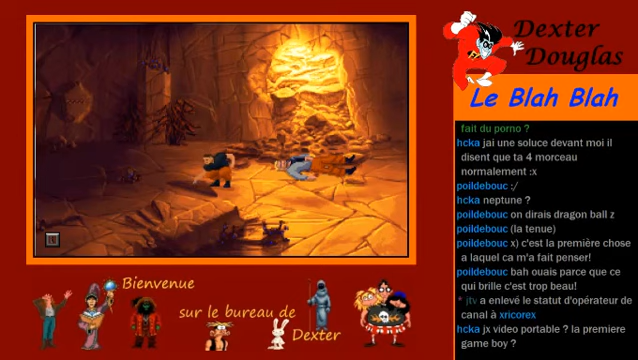 Dexter
Douglas
Le Blah Blah
fait du porno ?
hcka jai une soluce devant moi il
disent que ta 4 morceau
normalement :x
poildebouc :/
hcka neptune ?
poildebouc on dirais dragon ball z
poildebouc (la tenue)
poildebouc x) c'est la première chose
a laquel ca m'a fait penser!
poildebouc bah ouais parce que ce
qui brille c'est trop beau!
* jtv a enlevé le statut d'opérateur de
canal à xricorex
hcka jx video portable ? la premiere
game boy ?
Bienvenue
sur le bureau de
Dexter